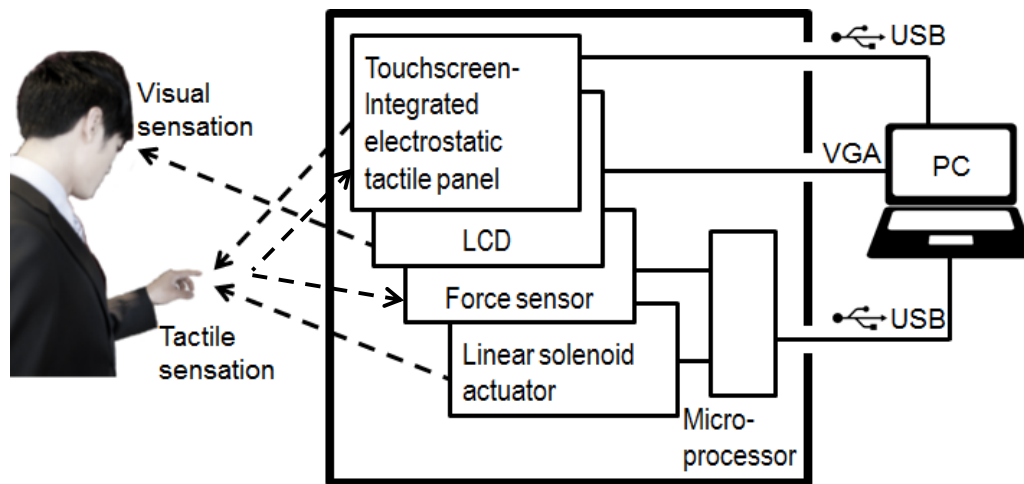 Visual
sensation
Tactile
sensation
Touchscreen-
Integrated
electrostatic
tactile panel
LCD
Force sensor
Linear solenoid
actuator
Micro-
processor
USB
VGA
PC
USB